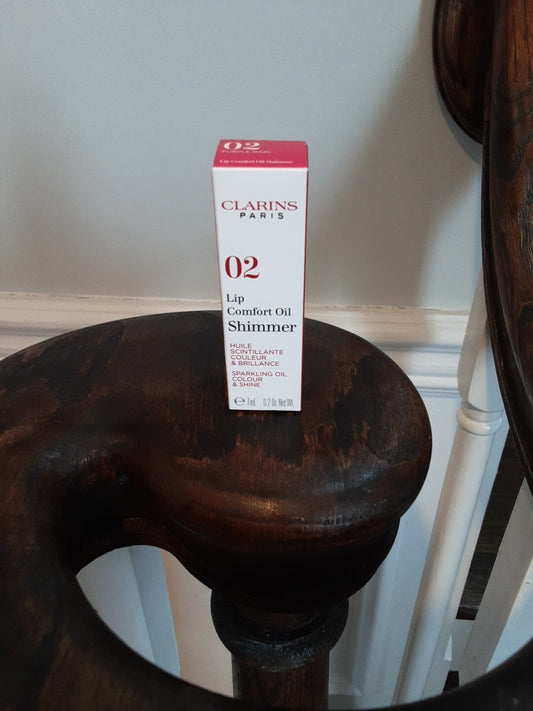 02
PURPLE RAIN
Lip Comfort Oil Shimmer
CLARINS
PARIS
02
Lip
Comfort Oil
Shimmer
HUILE
SCINTILLANTE
COULEUR
& BRILLANCE
SPARKLING OIL
COLOUR
& SHINE
℮ 7mL 0.2 Oz. Net Wt.